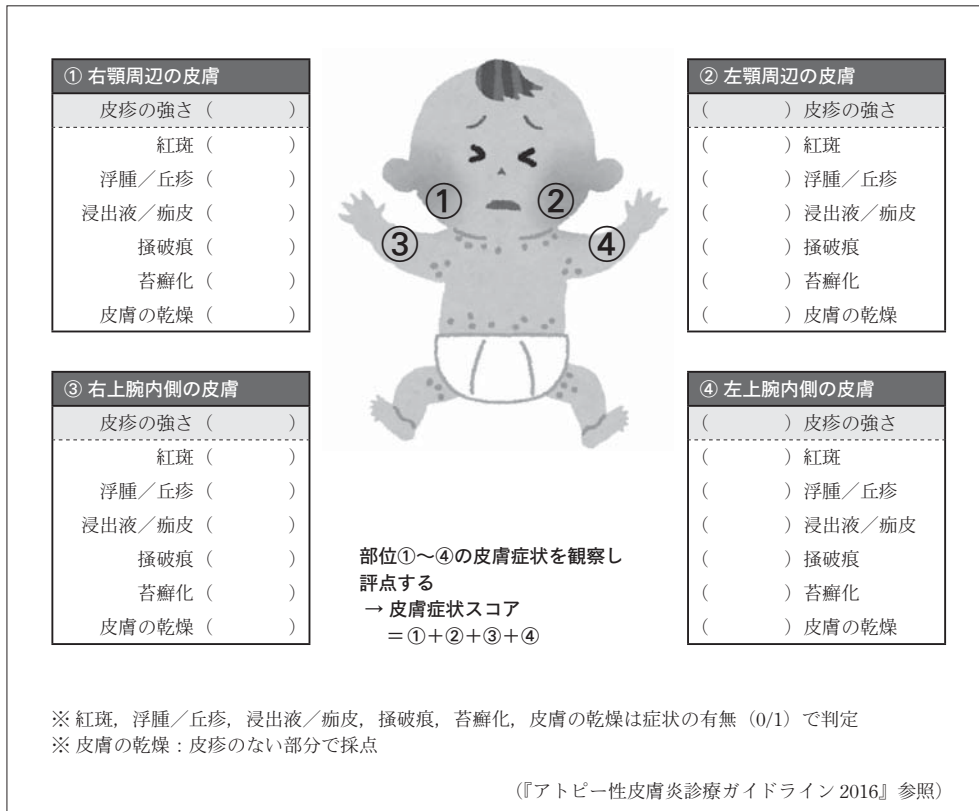 ① 右顎周辺の皮膚
皮疹の強さ（　　　）
紅斑（　　　）
浮腫／丘疹（　　　）
浸出液／痂皮（　　　）
掻破痕（　　　）
苔癬化（　　　）
皮膚の乾燥（　　　）
② 左顎周辺の皮膚
（　　　）皮疹の強さ
（　　　）紅斑
（　　　）浮腫／丘疹
（　　　）浸出液／痂皮
（　　　）掻破痕
（　　　）苔癬化
（　　　）皮膚の乾燥
①
②
③
④
③ 右上腕内側の皮膚
皮疹の強さ（　　　）
紅斑（　　　）
浮腫／丘疹（　　　）
浸出液／痂皮（　　　）
掻破痕（　　　）
苔癬化（　　　）
皮膚の乾燥（　　　）
④ 左上腕内側の皮膚
（　　　）皮疹の強さ
（　　　）紅斑
（　　　）浮腫／丘疹
（　　　）浸出液／痂皮
（　　　）掻破痕
（　　　）苔癬化
（　　　）皮膚の乾燥
部位①～④の皮膚症状を観察し
評点する
→ 皮膚症状スコア
＝①＋②＋③＋④
※ 紅斑，浮腫／丘疹，浸出液／痂皮，掻破痕，苔癬化，皮膚の乾燥は症状の有無（0/1）で判定
※ 皮膚の乾燥：皮疹のない部分で採点
（『アトピー性皮膚炎診療ガイドライン 2016』参照）